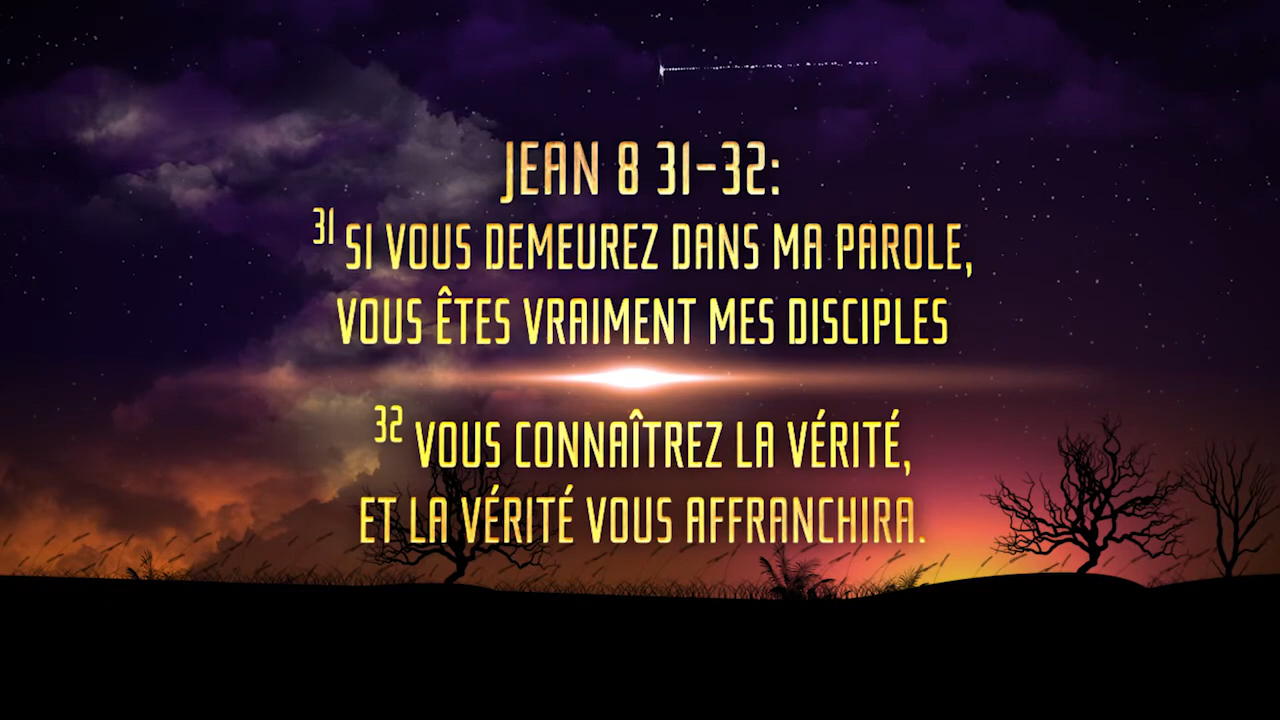 JEAN 8 31-32:
31 SI VOUS DEMEUREZ DANS MA PAROLE,
VOUS ÊTES VRAIMENT MES DISCIPLES
32 VOUS CONNAÎTREZ LA VÉRITÉ,
ET LA VÉRITÉ VOUS AFFRANCHIRA.